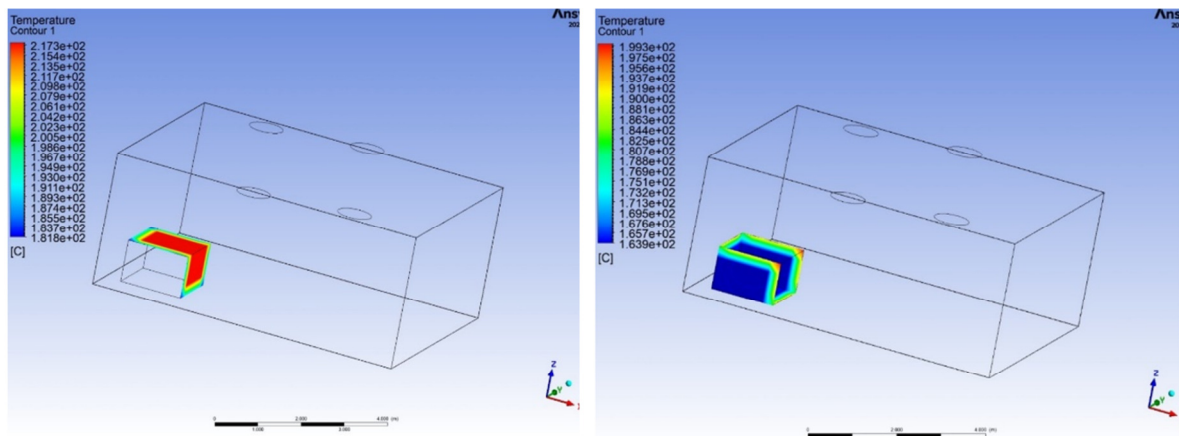 Temperature
Contour 1
2.173e+02
2.154e+02
2.135e+02
2.117e+02
2.098e+02
2.079e+02
2.061e+02
2.042e+02
2.023e+02
2.005e+02
1.986e+02
1.967e+02
1.949e+02
1.930e+02
1.911e+02
1.893e+02
1.874e+02
1.855e+02
1.837e+02
1.818e+02
[C]
Ans
202
Z
Y
X
0
2.000
4.000 (m)
1.000
3.000
Temperature
Contour 1
1.993e+02
1.975e+02
1.956e+02
1.937e+02
1.919e+02
1.900e+02
1.881e+02
1.863e+02
1.844e+02
1.825e+02
1.807e+02
1.788e+02
1.769e+02
1.751e+02
1.732e+02
1.713e+02
1.695e+02
1.676e+02
1.657e+02
1.639e+02
[C]
Ans
Z
Y
0
2.000
4.000 (m)